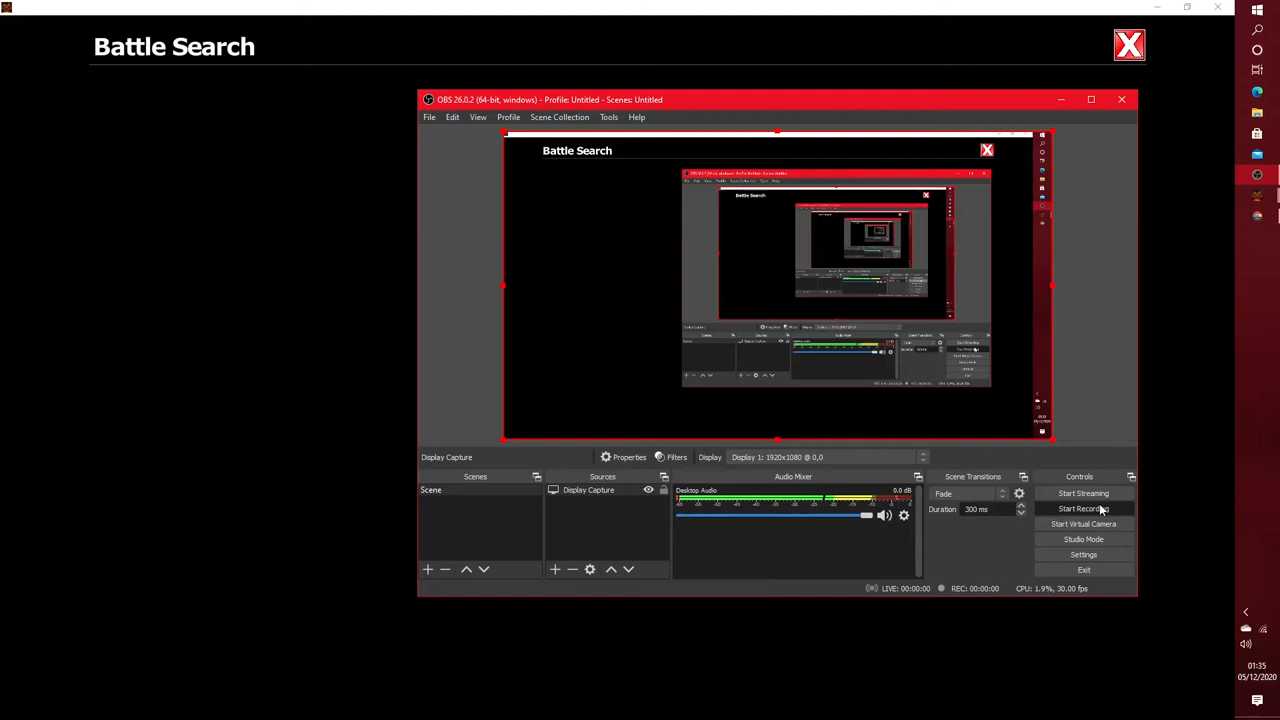 Battle Search
X
OBS 26.0.2 (64-bit, windows) - Profile: Untitled - Scenes: Untitled
File Edit View Profile Scene Collection Tools Help
Battle Search
X
Battle Search
Display Capture Properties Filters Display Display 1: 1920x1080 @ 0,0
Scenes Sources Audio Mixer Scene Transitions Controls
Scene
Display Capture
Desktop Audio 0.0 dB
Fade
Duration 300 ms
Start Streaming
Start Recording
Start Virtual Camera
Studio Mode
Settings
Exit
LIVE: 00:00:00 REC: 00:00:00 CPU: 1.9%, 30.00 fps
01:35
05/12/2020